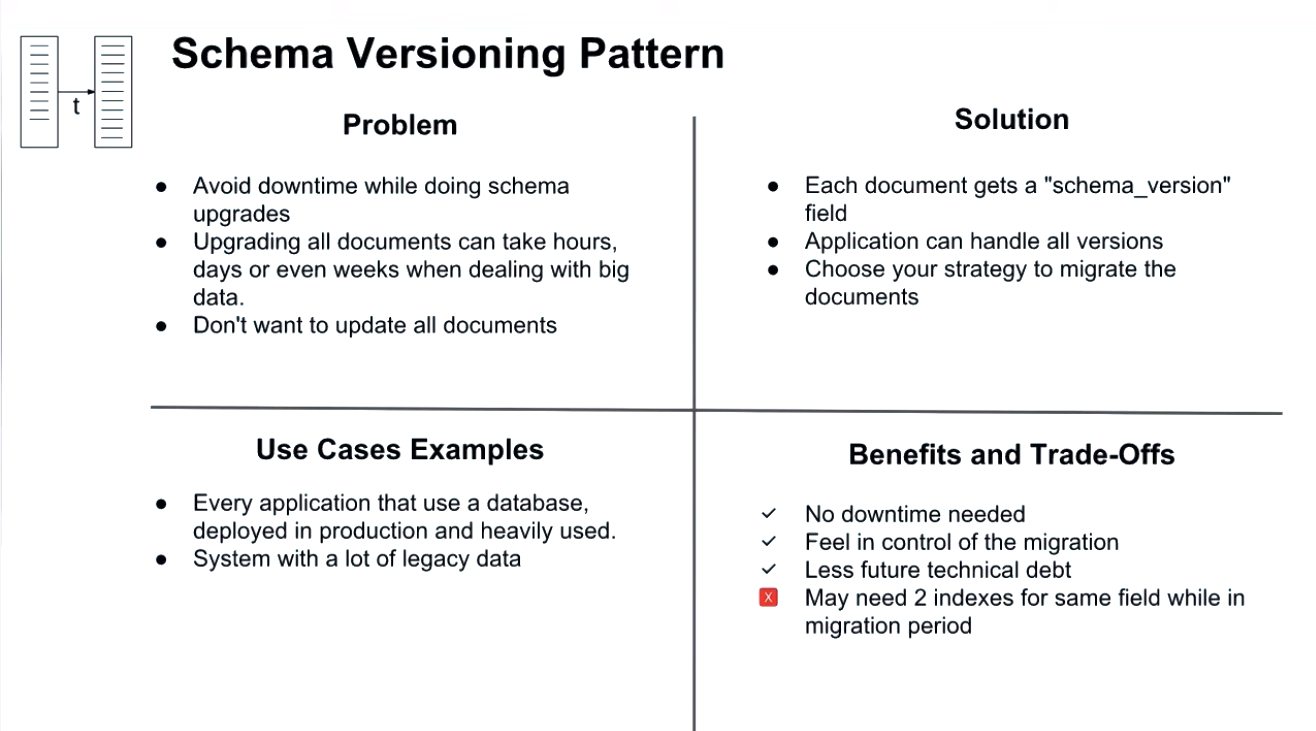 Schema Versioning Pattern
t
Problem
● Avoid downtime while doing schema
upgrades
● Upgrading all documents can take hours,
days or even weeks when dealing with big
data.
● Don't want to update all documents
Solution
● Each document gets a "schema_version"
field
● Application can handle all versions
● Choose your strategy to migrate the
documents
Use Cases Examples
● Every application that use a database,
deployed in production and heavily used.
● System with a lot of legacy data
Benefits and Trade-Offs
✓ No downtime needed
✓ Feel in control of the migration
✓ Less future technical debt
X May need 2 indexes for same field while in
migration period